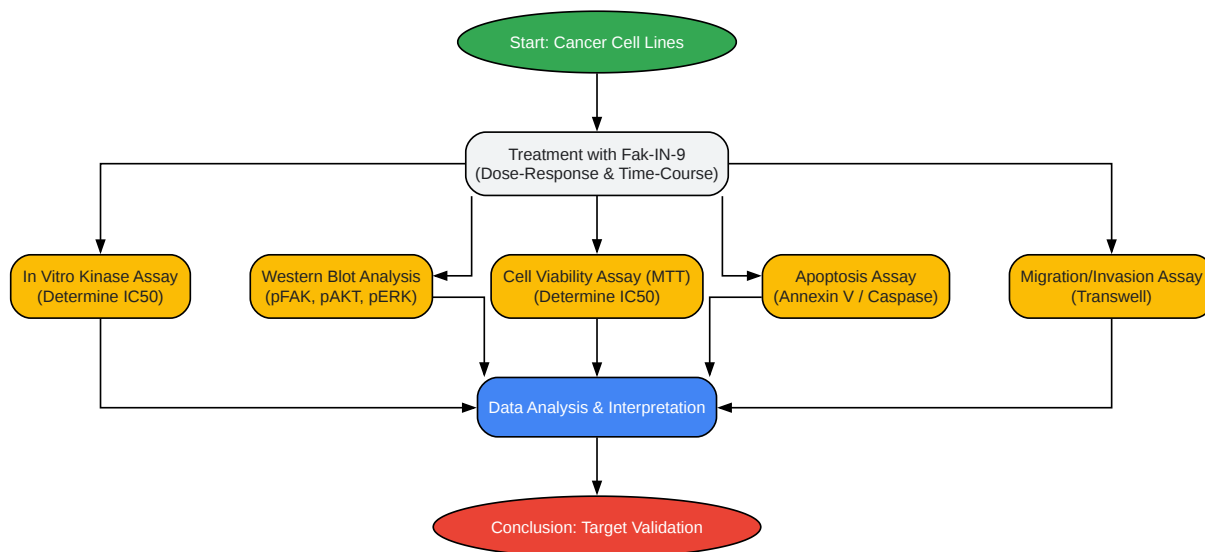 Start: Cancer Cell Lines
Treatment with Fak-IN-9
(Dose-Response & Time-Course)
In Vitro Kinase Assay
(Determine IC50)
Western Blot Analysis
(pFAK, pAKT, pERK)
Cell Viability Assay (MTT)
(Determine IC50)
Apoptosis Assay
(Annexin V / Caspase)
Migration/Invasion Assay
(Transwell)
Data Analysis & Interpretation
Conclusion: Target Validation